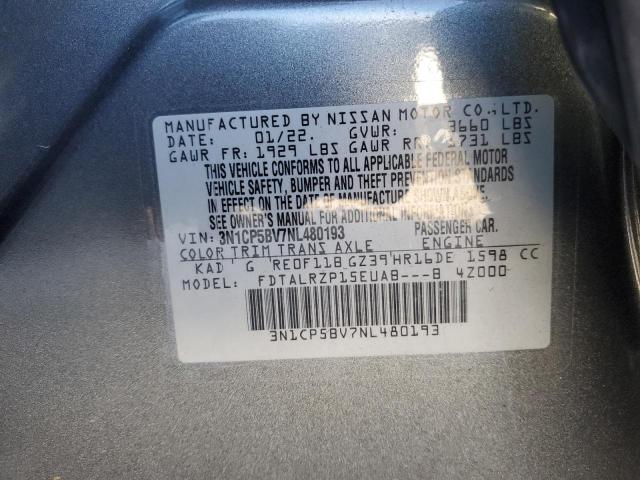 MANUFACTURED BY NISSAN MOTOR CO., LTD.
DATE: 01/22. GVWR: 3660 LBS
GAWR FR: 1929 LBS GAWR RR: 1731 LBS
THIS VEHICLE CONFORMS TO ALL APPLICABLE FEDERAL MOTOR
VEHICLE SAFETY, BUMPER AND THEFT PREVENTION STANDARDS
IN EFFECT ON THE DATE OF MANUFACTURE SHOWN ABOVE.
SEE OWNER'S MANUAL FOR ADDITIONAL
VIN: 3N1CP5BV7NL480193 PASSENGER CAR.
COLOR TRIM TRANS AXLE ENGINE
KAD G RE0F11B GZ39 HR16DE 1598 CC
MODEL: FDTALRZP15EUAB---B 4Z000
3N1CP5BV7NL480193